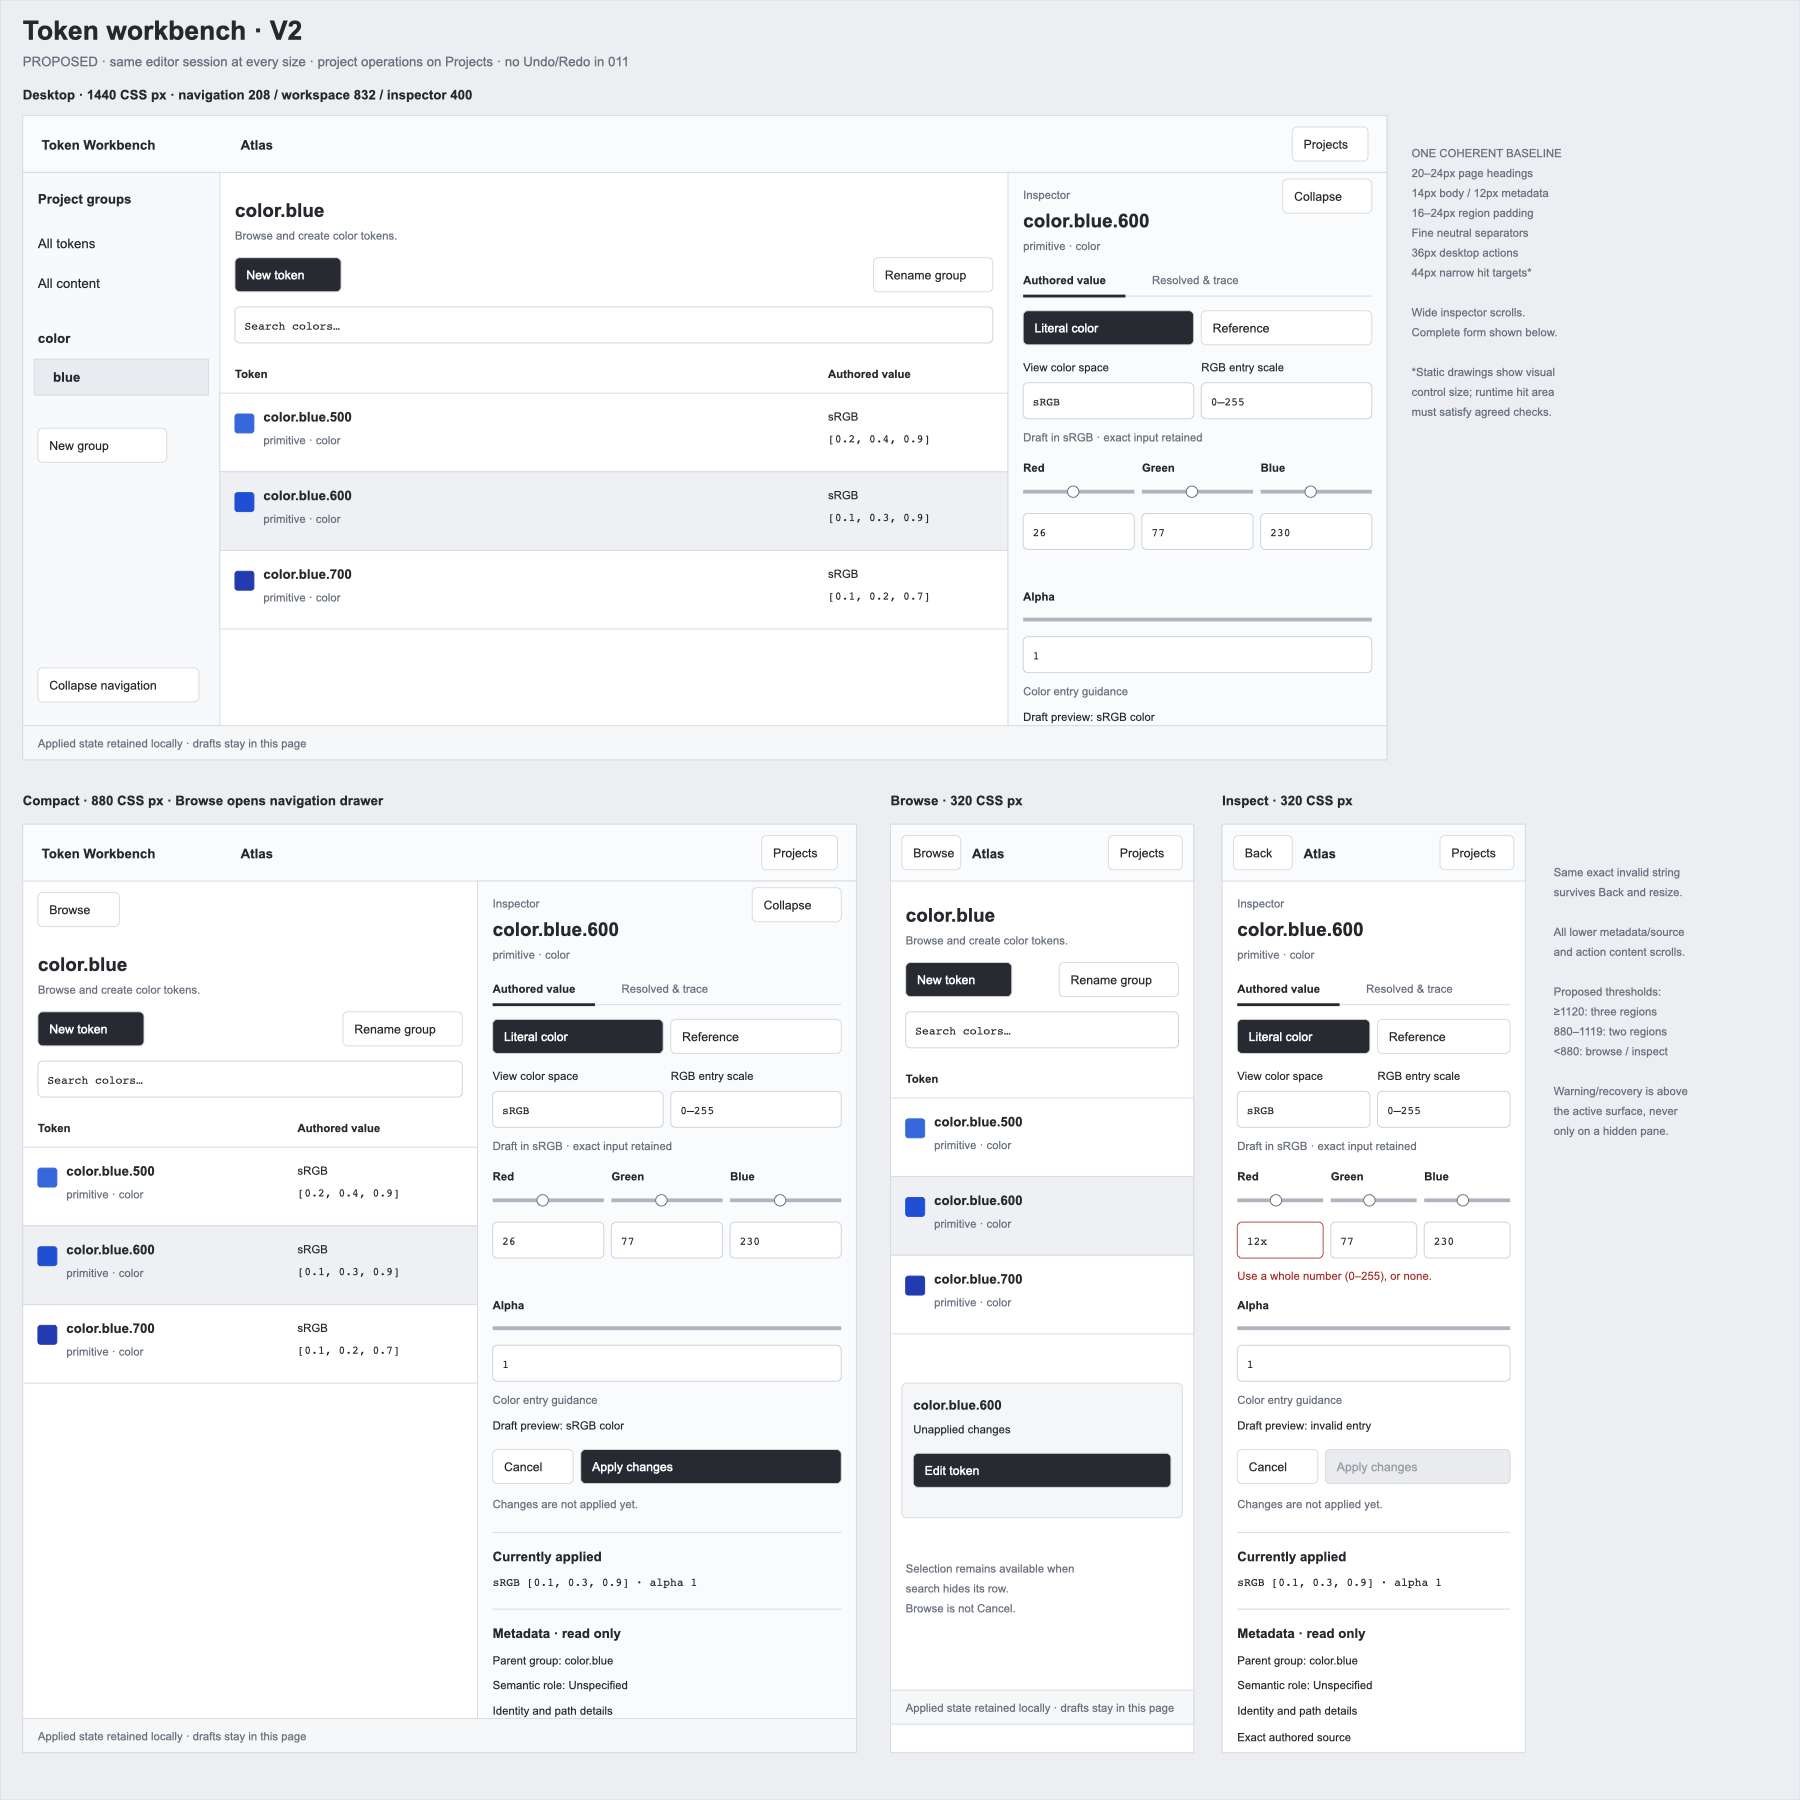 Token workbench · V2
PROPOSED · same editor session at every size · project operations on Projects · no Undo/Redo in 011
Desktop · 1440 CSS px · navigation 208 / workspace 832 / inspector 400
Token Workbench
Atlas
Projects
Project groups
All tokens
All content
color
blue
New group
Collapse navigation
color.blue
Browse and create color tokens.
New token
Rename group
Search colors…
Token
Authored value
color.blue.500
primitive · color
sRGB
[0.2, 0.4, 0.9]
color.blue.600
primitive · color
sRGB
[0.1, 0.3, 0.9]
color.blue.700
primitive · color
sRGB
[0.1, 0.2, 0.7]
Inspector
Collapse
color.blue.600
primitive · color
Authored value
Resolved & trace
Literal color
Reference
View color space
RGB entry scale
sRGB
0–255
Draft in sRGB · exact input retained
Red
Green
Blue
26
77
230
Alpha
1
Color entry guidance
Draft preview: sRGB color
Applied state retained locally · drafts stay in this page
ONE COHERENT BASELINE
20–24px page headings
14px body / 12px metadata
16–24px region padding
Fine neutral separators
36px desktop actions
44px narrow hit targets*
Wide inspector scrolls.
Complete form shown below.
*Static drawings show visual
control size; runtime hit area
must satisfy agreed checks.
Compact · 880 CSS px · Browse opens navigation drawer
Token Workbench
Atlas
Projects
Browse
color.blue
Browse and create color tokens.
New token
Rename group
Search colors…
Token
Authored value
color.blue.500
primitive · color
sRGB
[0.2, 0.4, 0.9]
color.blue.600
primitive · color
sRGB
[0.1, 0.3, 0.9]
color.blue.700
primitive · color
sRGB
[0.1, 0.2, 0.7]
Inspector
Collapse
color.blue.600
primitive · color
Authored value
Resolved & trace
Literal color
Reference
View color space
RGB entry scale
sRGB
0–255
Draft in sRGB · exact input retained
Red
Green
Blue
26
77
230
Alpha
1
Color entry guidance
Draft preview: sRGB color
Cancel
Apply changes
Changes are not applied yet.
Currently applied
sRGB [0.1, 0.3, 0.9] · alpha 1
Metadata · read only
Parent group: color.blue
Semantic role: Unspecified
Identity and path details
Applied state retained locally · drafts stay in this page
Browse · 320 CSS px
Browse
Atlas
Projects
color.blue
Browse and create color tokens.
New token
Rename group
Search colors…
Token
color.blue.500
primitive · color
color.blue.600
primitive · color
color.blue.700
primitive · color
color.blue.600
Unapplied changes
Edit token
Selection remains available when
search hides its row.
Browse is not Cancel.
Applied state retained locally · drafts stay in this page
Inspect · 320 CSS px
Back
Atlas
Projects
Inspector
color.blue.600
primitive · color
Authored value
Resolved & trace
Literal color
Reference
View color space
RGB entry scale
sRGB
0–255
Draft in sRGB · exact input retained
Red
Green
Blue
12x
77
230
Use a whole number (0–255), or none.
Alpha
1
Color entry guidance
Draft preview: invalid entry
Cancel
Apply changes
Changes are not applied yet.
Currently applied
sRGB [0.1, 0.3, 0.9] · alpha 1
Metadata · read only
Parent group: color.blue
Semantic role: Unspecified
Identity and path details
Exact authored source
Same exact invalid string
survives Back and resize.
All lower metadata/source
and action content scrolls.
Proposed thresholds:
≥1120: three regions
880–1119: two regions
<880: browse / inspect
Warning/recovery is above
the active surface, never
only on a hidden pane.